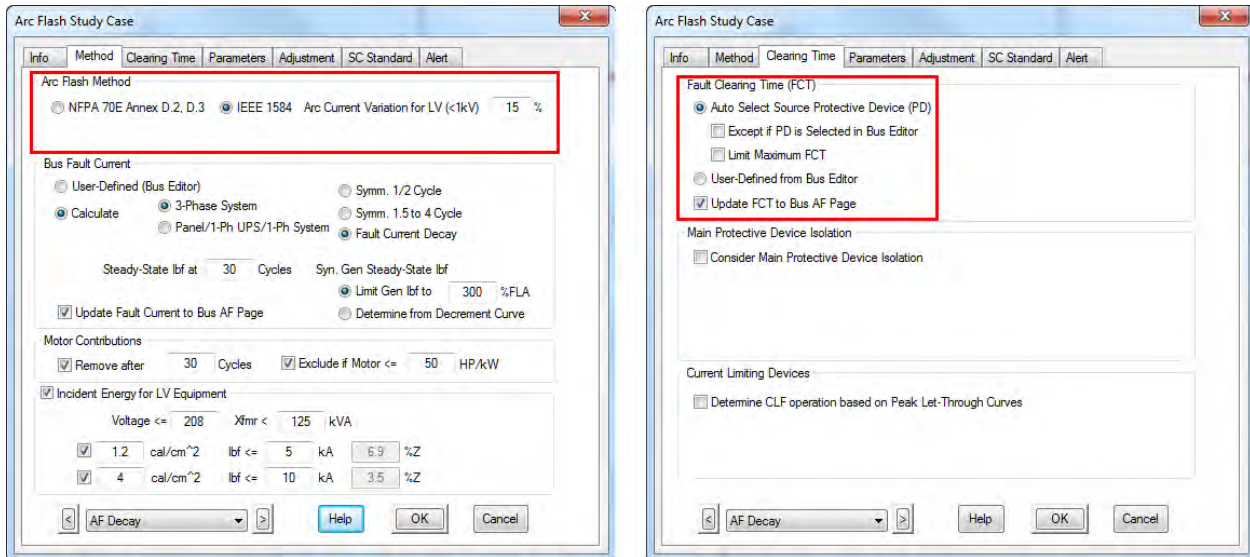 Arc Flash Study Case
Info Method Clearing Time Parameters Adjustment SC Standard Alert
Arc Flash Method
NFPA 70E Annex D.2, D.3 IEEE 1584 Arc Current Variation for LV (<1kV) 15 %
Bus Fault Current
User-Defined (Bus Editor)
Calculate
3-Phase System
Panel/1-Ph UPS/1-Ph System
Symm. 1/2 Cycle
Symm. 1.5 to 4 Cycle
Fault Current Decay
Steady-State Ibf at 30 Cycles
Syn. Gen Steady-State Ibf
Limit Gen Ibf to 300 %FLA
Update Fault Current to Bus AF Page
Determine from Decrement Curve
Motor Contributions
Remove after 30 Cycles Exclude if Motor <= 50 HP/kW
Incident Energy for LV Equipment
Voltage <= 208 Xfmr < 125 kVA
1.2 cal/cm^2 Ibf <= 5 kA 6.9 %Z
4 cal/cm^2 Ibf <= 10 kA 3.5 %Z
< AF Decay > Help OK Cancel
Arc Flash Study Case
Info Method Clearing Time Parameters Adjustment SC Standard Alert
Fault Clearing Time (FCT)
Auto Select Source Protective Device (PD)
Except if PD is Selected in Bus Editor
Limit Maximum FCT
User-Defined from Bus Editor
Update FCT to Bus AF Page
Main Protective Device Isolation
Consider Main Protective Device Isolation
Current Limiting Devices
Determine CLF operation based on Peak Let-Through Curves
< AF Decay > Help OK Cancel